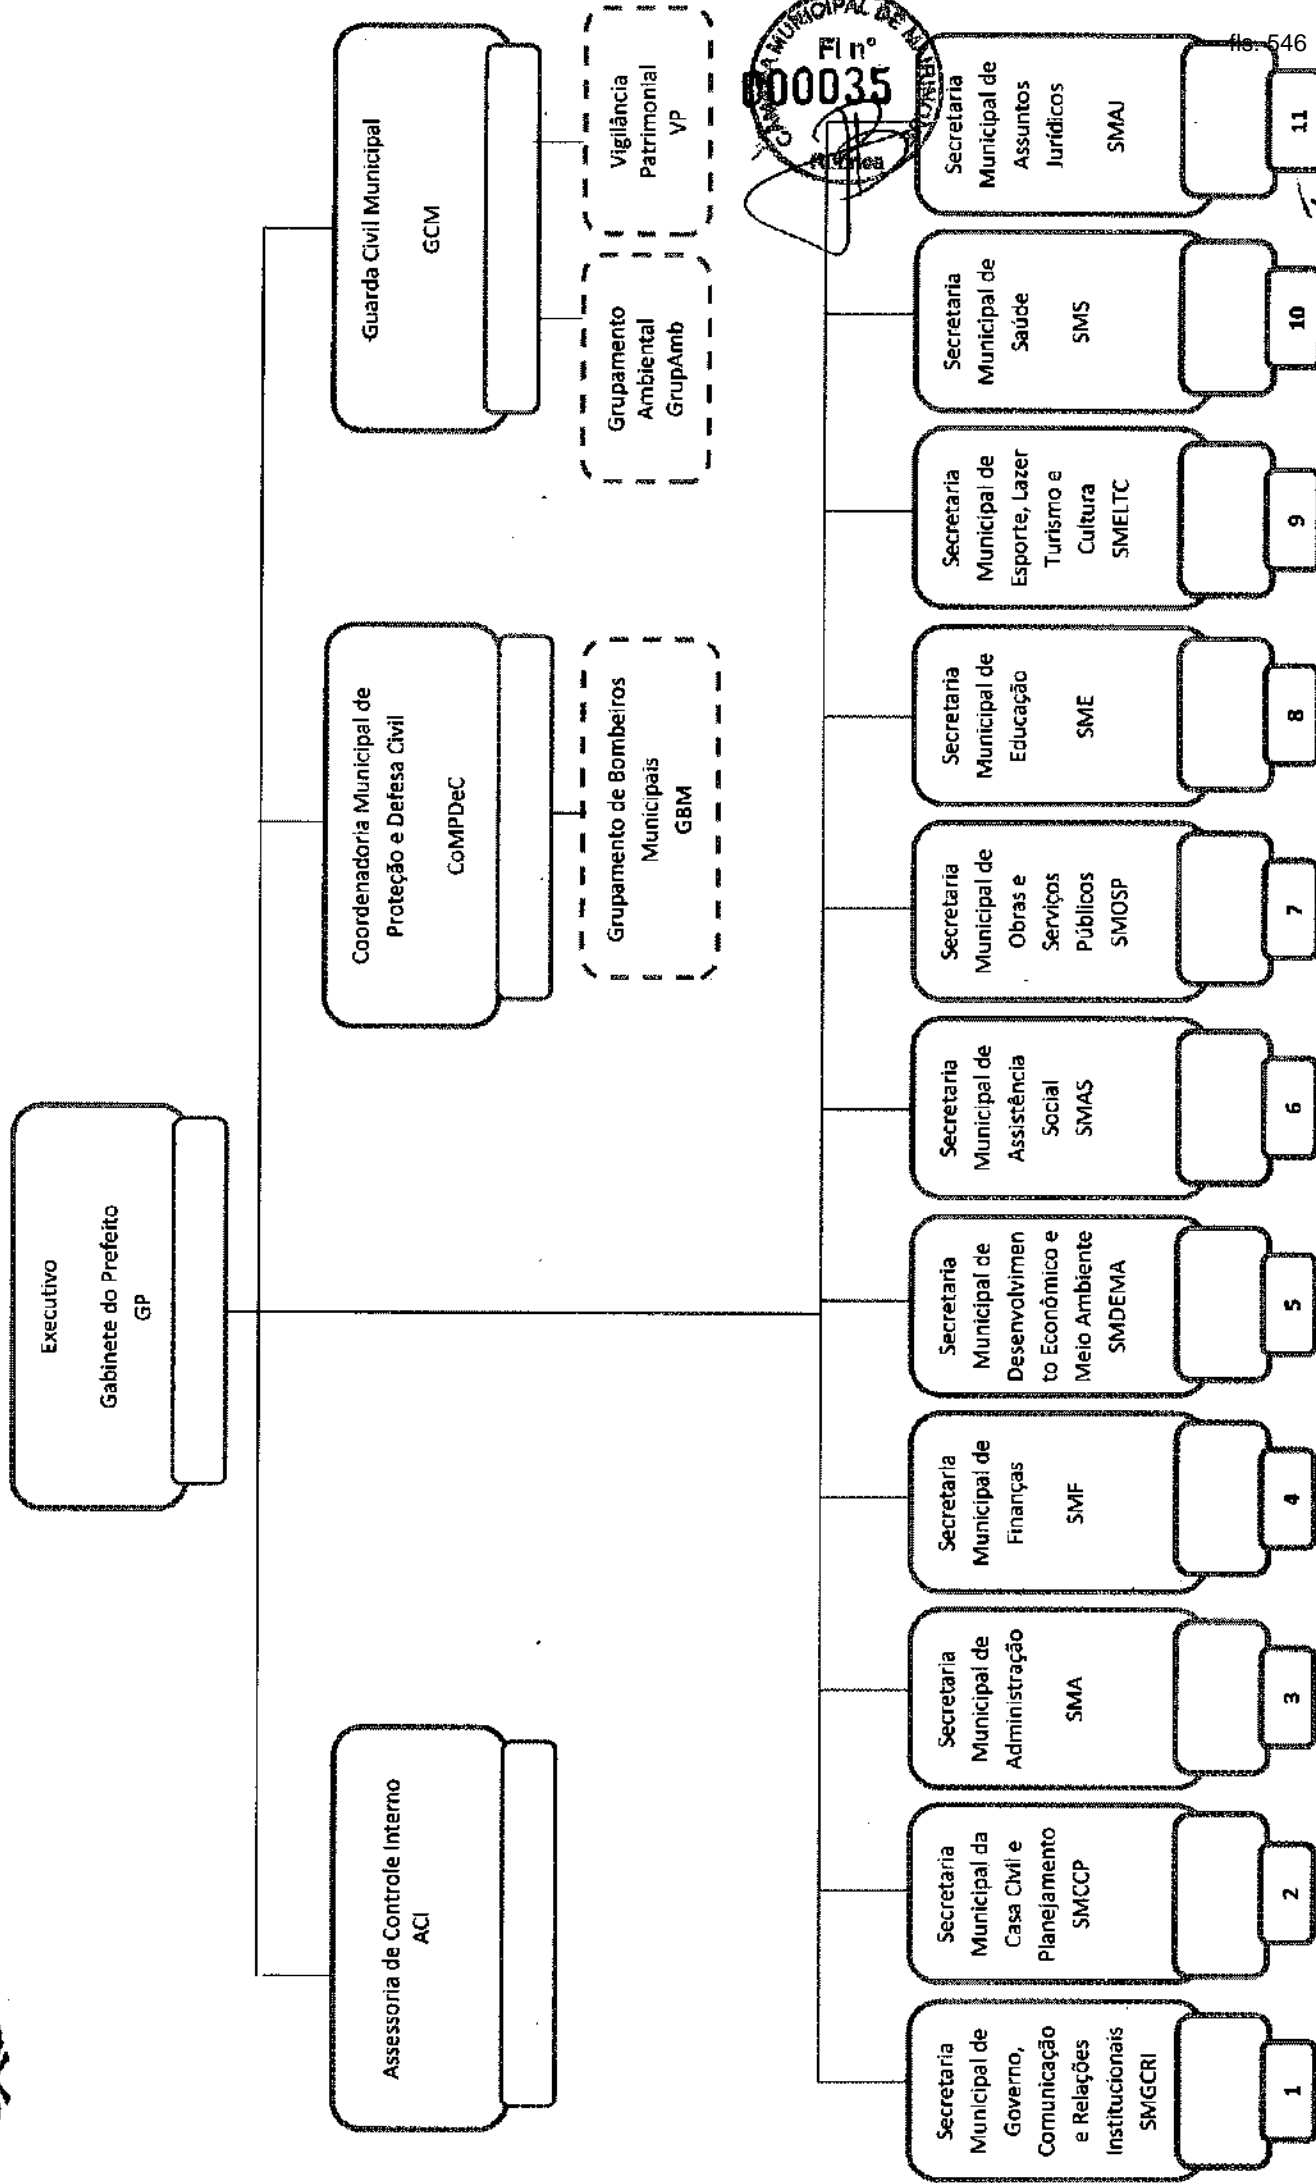 fls. 546
CAMARA MUNICIPAL DE
Fl nº
000035
Executivo
Gabinete do Prefeito
GP
Assessoria de Controle Interno
ACI
Coordenadoria Municipal de
Proteção e Defesa Civil
CoMPDeC
Grupamento de Bombeiros
Municipais
GBM
Guarda Civil Municipal
GCM
Grupamento
Ambiental
GrupAmb
Vigilância
Patrimonial
VP
Secretaria
Municipal de
Governo,
Comunicação
e Relações
Institucionais
SMGCRI
1
Secretaria
Municipal da
Casa Civil e
Planejamento
SMCCP
2
Secretaria
Municipal de
Administração
SMA
3
Secretaria
Municipal de
Finanças
SMF
4
Secretaria
Municipal de
Desenvolvimen
to Econômico e
Meio Ambiente
SMDEMA
5
Secretaria
Municipal de
Assistência
Social
SMAS
6
Secretaria
Municipal de
Obras e
Serviços
Públicos
SMOSP
7
Secretaria
Municipal de
Educação
SME
8
Secretaria
Municipal de
Esporte, Lazer
Turismo e
Cultura
SMELTC
9
Secretaria
Municipal de
Saúde
SMS
10
Secretaria
Municipal de
Assuntos
Jurídicos
SMAJ
11